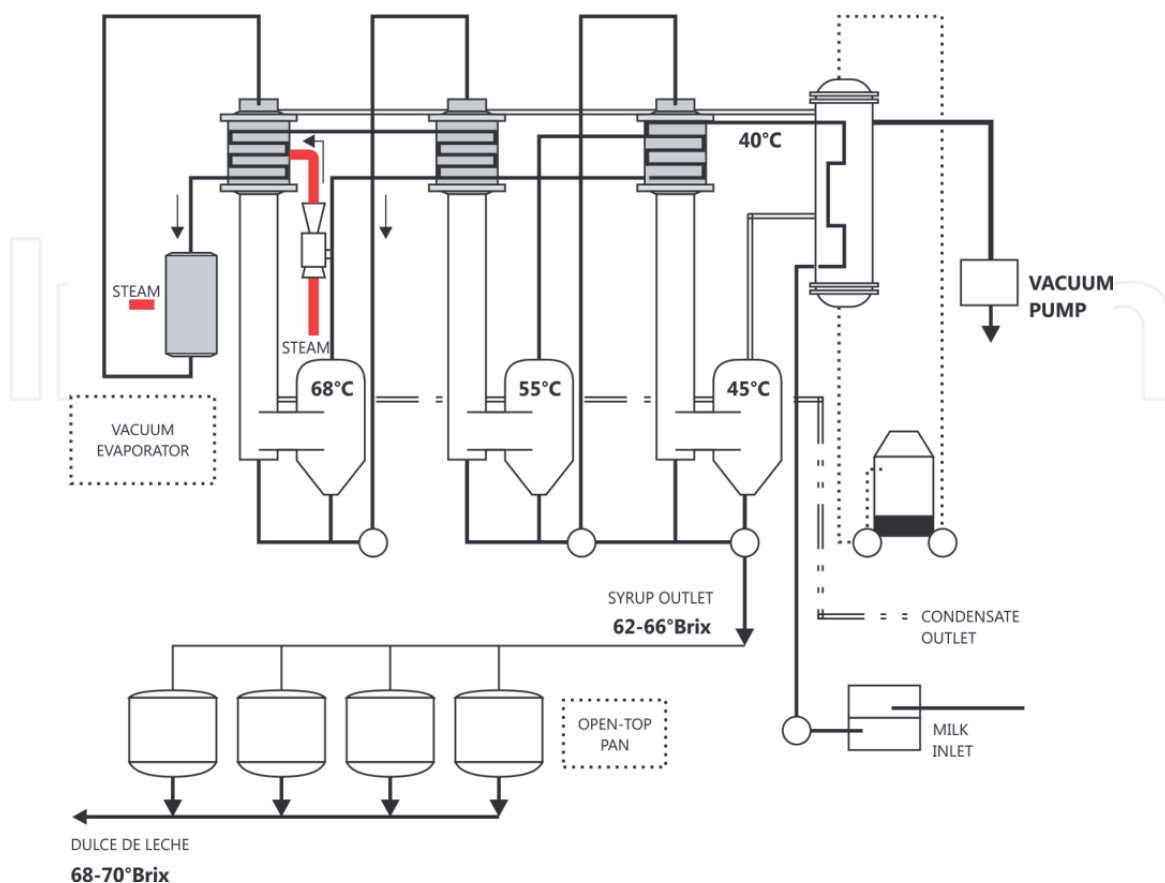 40°C
STEAM
VACUUM
PUMP
STEAM
68°C
55°C
45°C
VACUUM
EVAPORATOR
SYRUP OUTLET
62-66°Brix
CONDENSATE
OUTLET
OPEN-TOP
PAN
MILK
INLET
DULCE DE LECHE
68-70°Brix